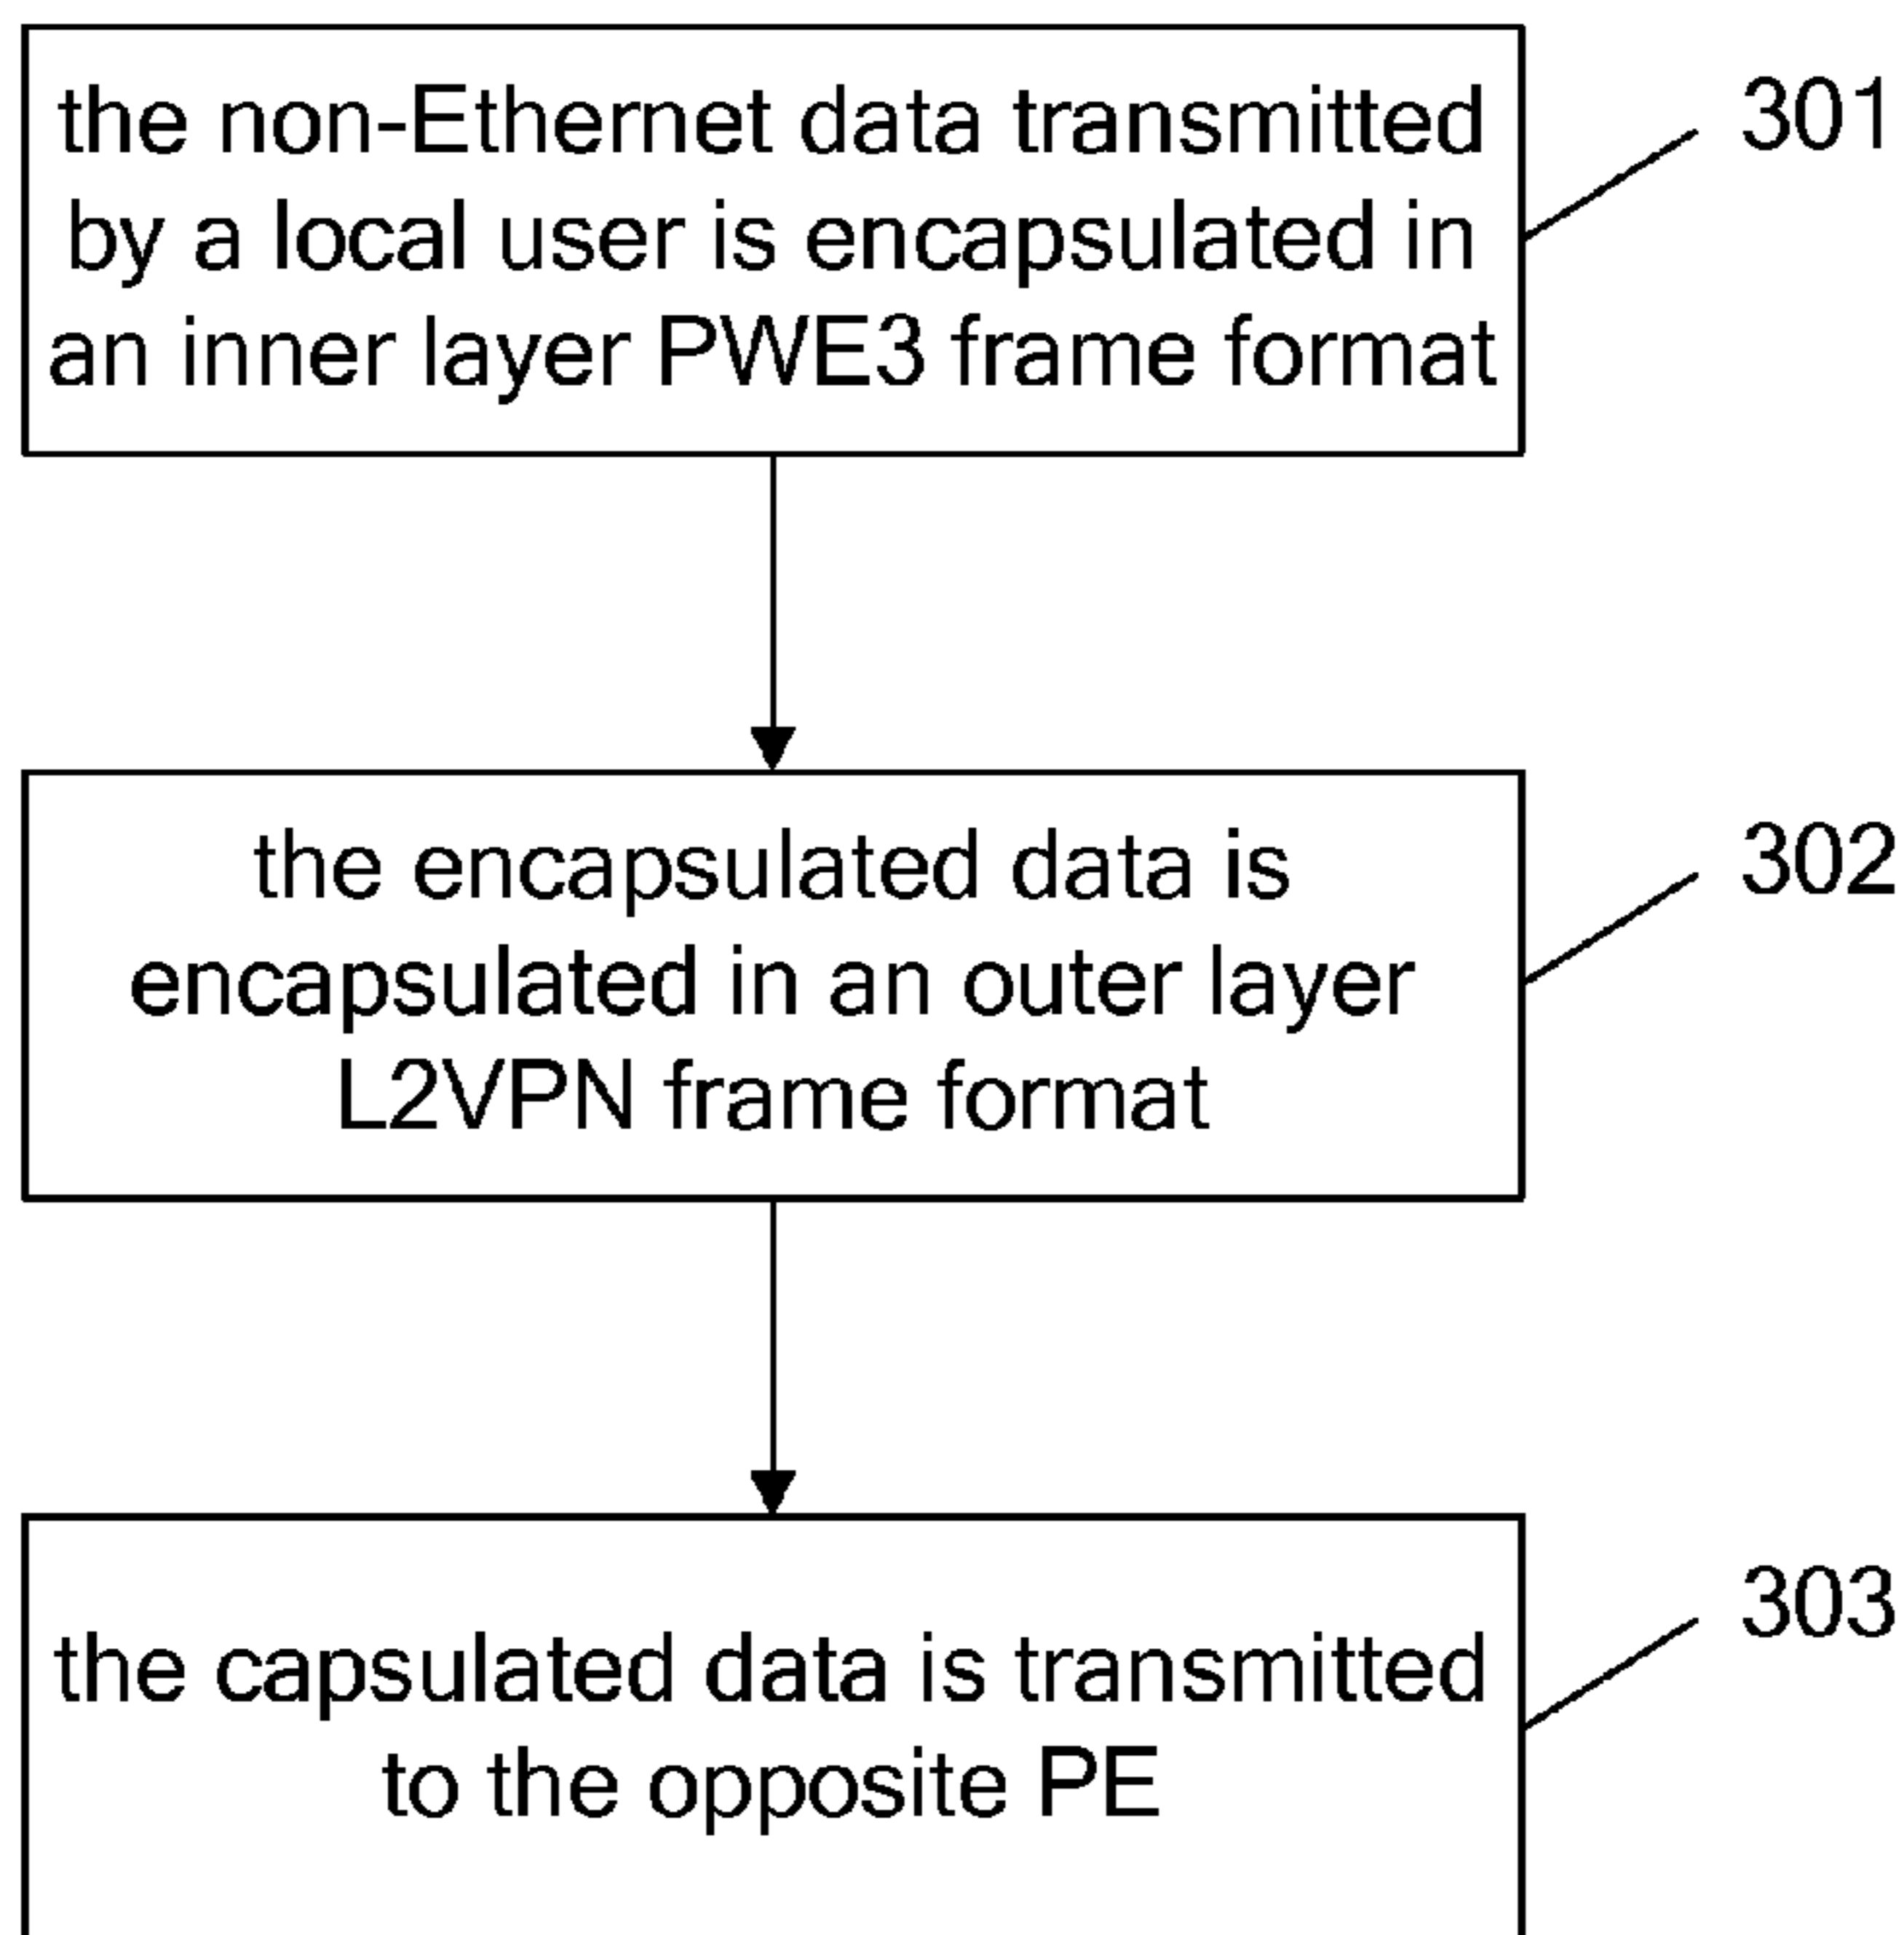 the non-Ethernet data transmitted
by a local user is encapsulated in
an inner layer PWE3 frame format
301
the encapsulated data is
encapsulated in an outer layer
L2VPN frame format
302
the capsulated data is transmitted
to the opposite PE
303